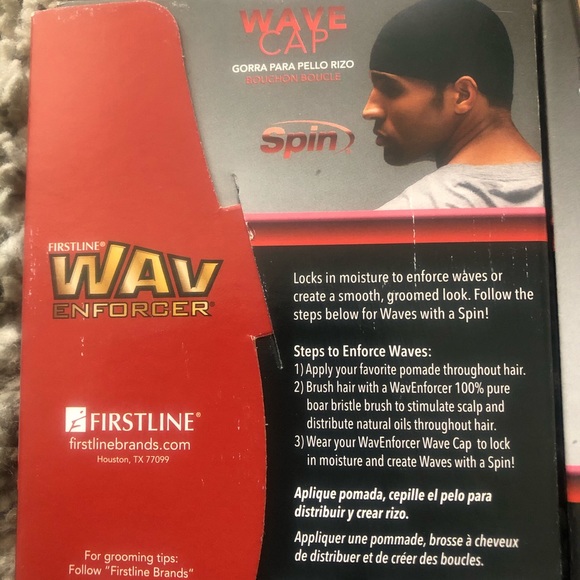 WAVE
CAP
GORRA PARA PELLO RIZO
BOUCHON BOUCLE
Spin
FIRSTLINE®
WAV
ENFORCER®
Locks in moisture to enforce waves or
create a smooth, groomed look. Follow the
steps below for Waves with a Spin!
Steps to Enforce Waves:
1) Apply your favorite pomade throughout hair.
2) Brush hair with a WavEnforcer 100% pure
boar bristle brush to stimulate scalp and
distribute natural oils throughout hair.
3) Wear your WavEnforcer Wave Cap to lock
in moisture and create Waves with a Spin!
Aplique pomada, cepille el pelo para
distribuir y crear rizo.
Appliquer une pommade, brosse à cheveux
de distribuer et de créer des boucles.
FIRSTLINE®
firstlinebrands.com
Houston, TX 77099
For grooming tips:
Follow "Firstline Brands"